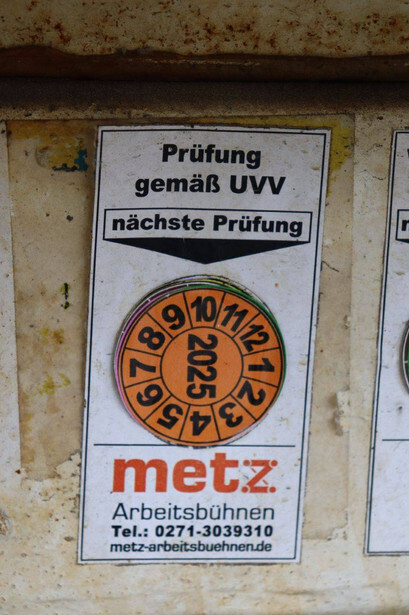 Prüfung
gemäß UVV
nächste Prüfung
10 11 12 1 2 3 4 5 6 7 8 9
2025
metz
Arbeitsbühnen
Tel.: 0271-3039310
metz-arbeitsbuehnen.de